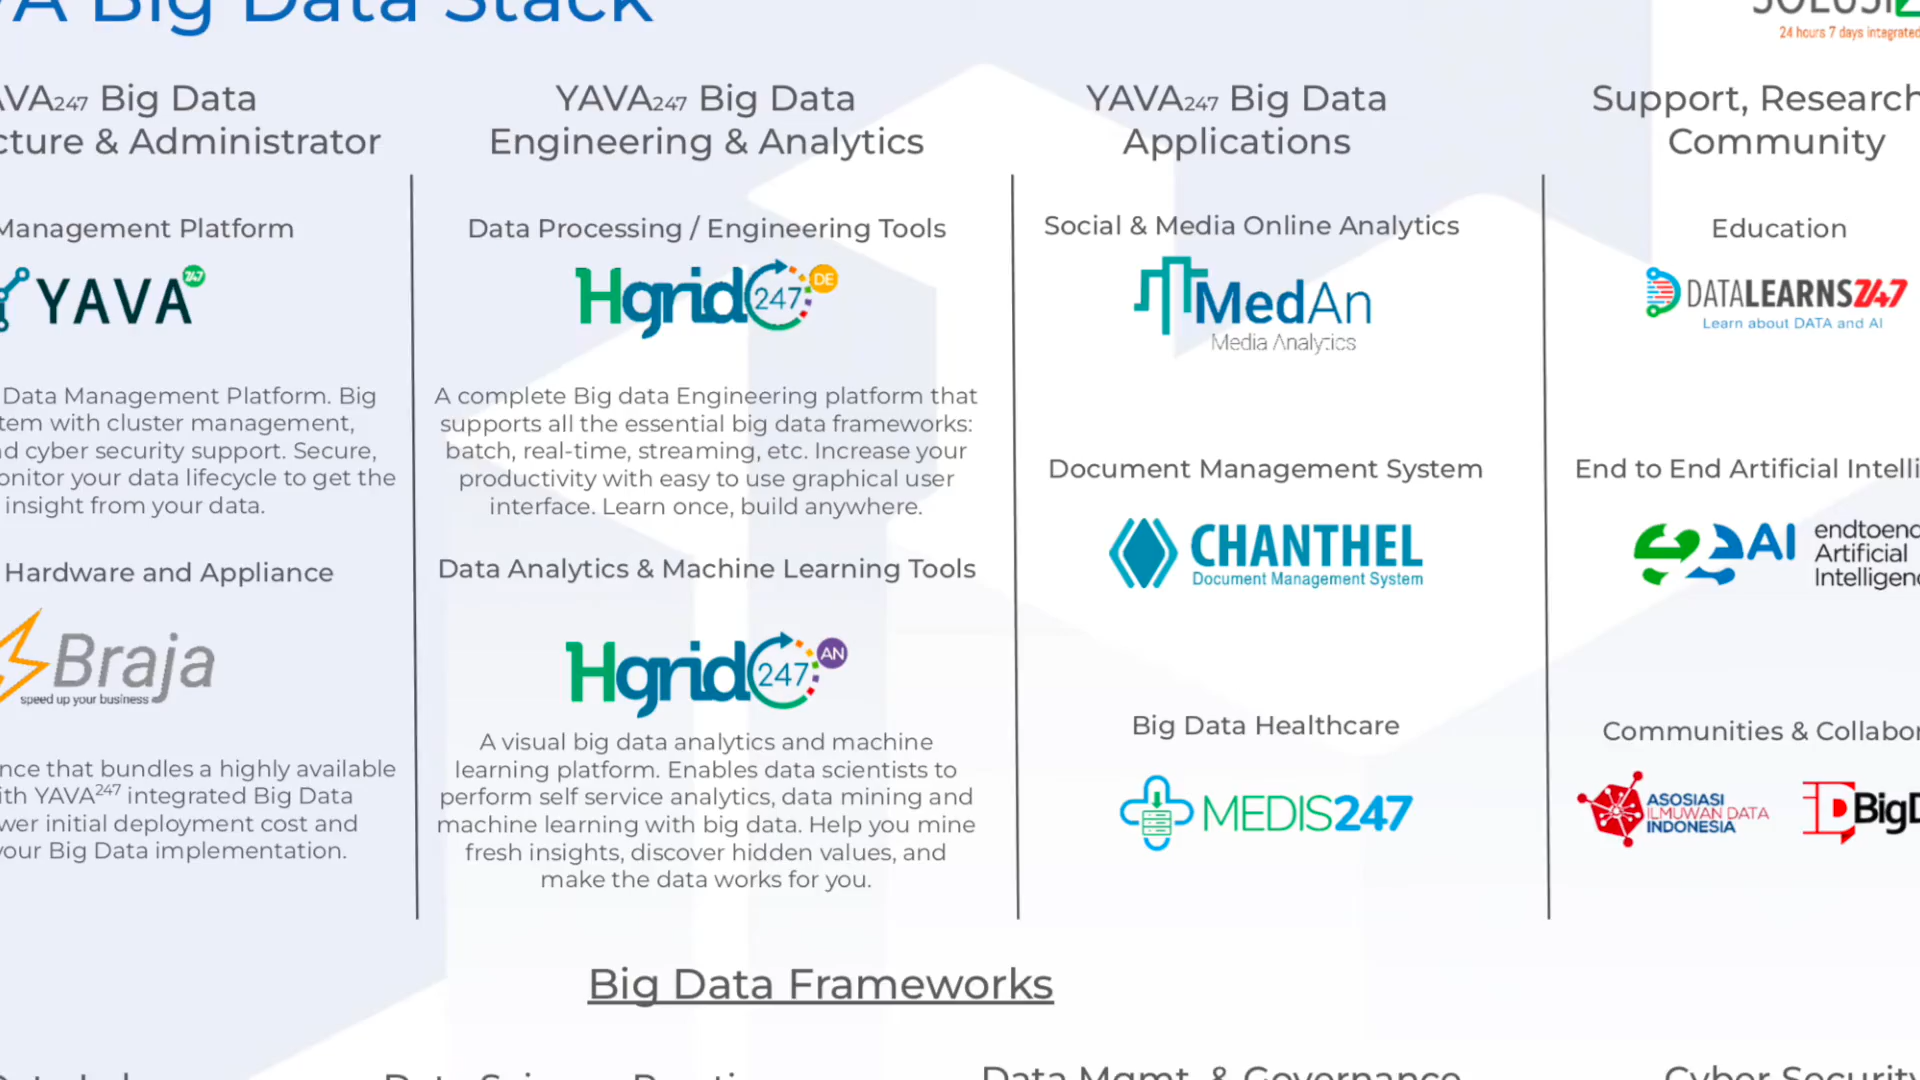 Big Data Stack
24 hours 7 days integrated
VA247 Big Data
cture & Administrator
Management Platform
YAVA 247
Data Management Platform. Big
tem with cluster management,
d cyber security support. Secure,
onitor your data lifecycle to get the
insight from your data.
Hardware and Appliance
Braja
speed up your business
nce that bundles a highly available
ith YAVA247 integrated Big Data
wer initial deployment cost and
your Big Data implementation.
YAVA247 Big Data
Engineering & Analytics
Data Processing / Engineering Tools
Hgrid 247 DE
A complete Big data Engineering platform that
supports all the essential big data frameworks:
batch, real-time, streaming, etc. Increase your
productivity with easy to use graphical user
interface. Learn once, build anywhere.
Data Analytics & Machine Learning Tools
Hgrid 247 AN
A visual big data analytics and machine
learning platform. Enables data scientists to
perform self service analytics, data mining and
machine learning with big data. Help you mine
fresh insights, discover hidden values, and
make the data works for you.
YAVA247 Big Data
Applications
Social & Media Online Analytics
MedAn
Media Analytics
Document Management System
CHANTHEL
Document Management System
Big Data Healthcare
MEDIS247
Support, Research
Community
Education
DATALEARNS247
Learn about DATA and AI
End to End Artificial Intelli
AI
endtoend
Artificial
Intelligenc
Communities & Collabor
ASOSIASI
ILMUWAN DATA
INDONESIA
BigD
Big Data Frameworks
Data Mgmt. & Governance
Cyber Security